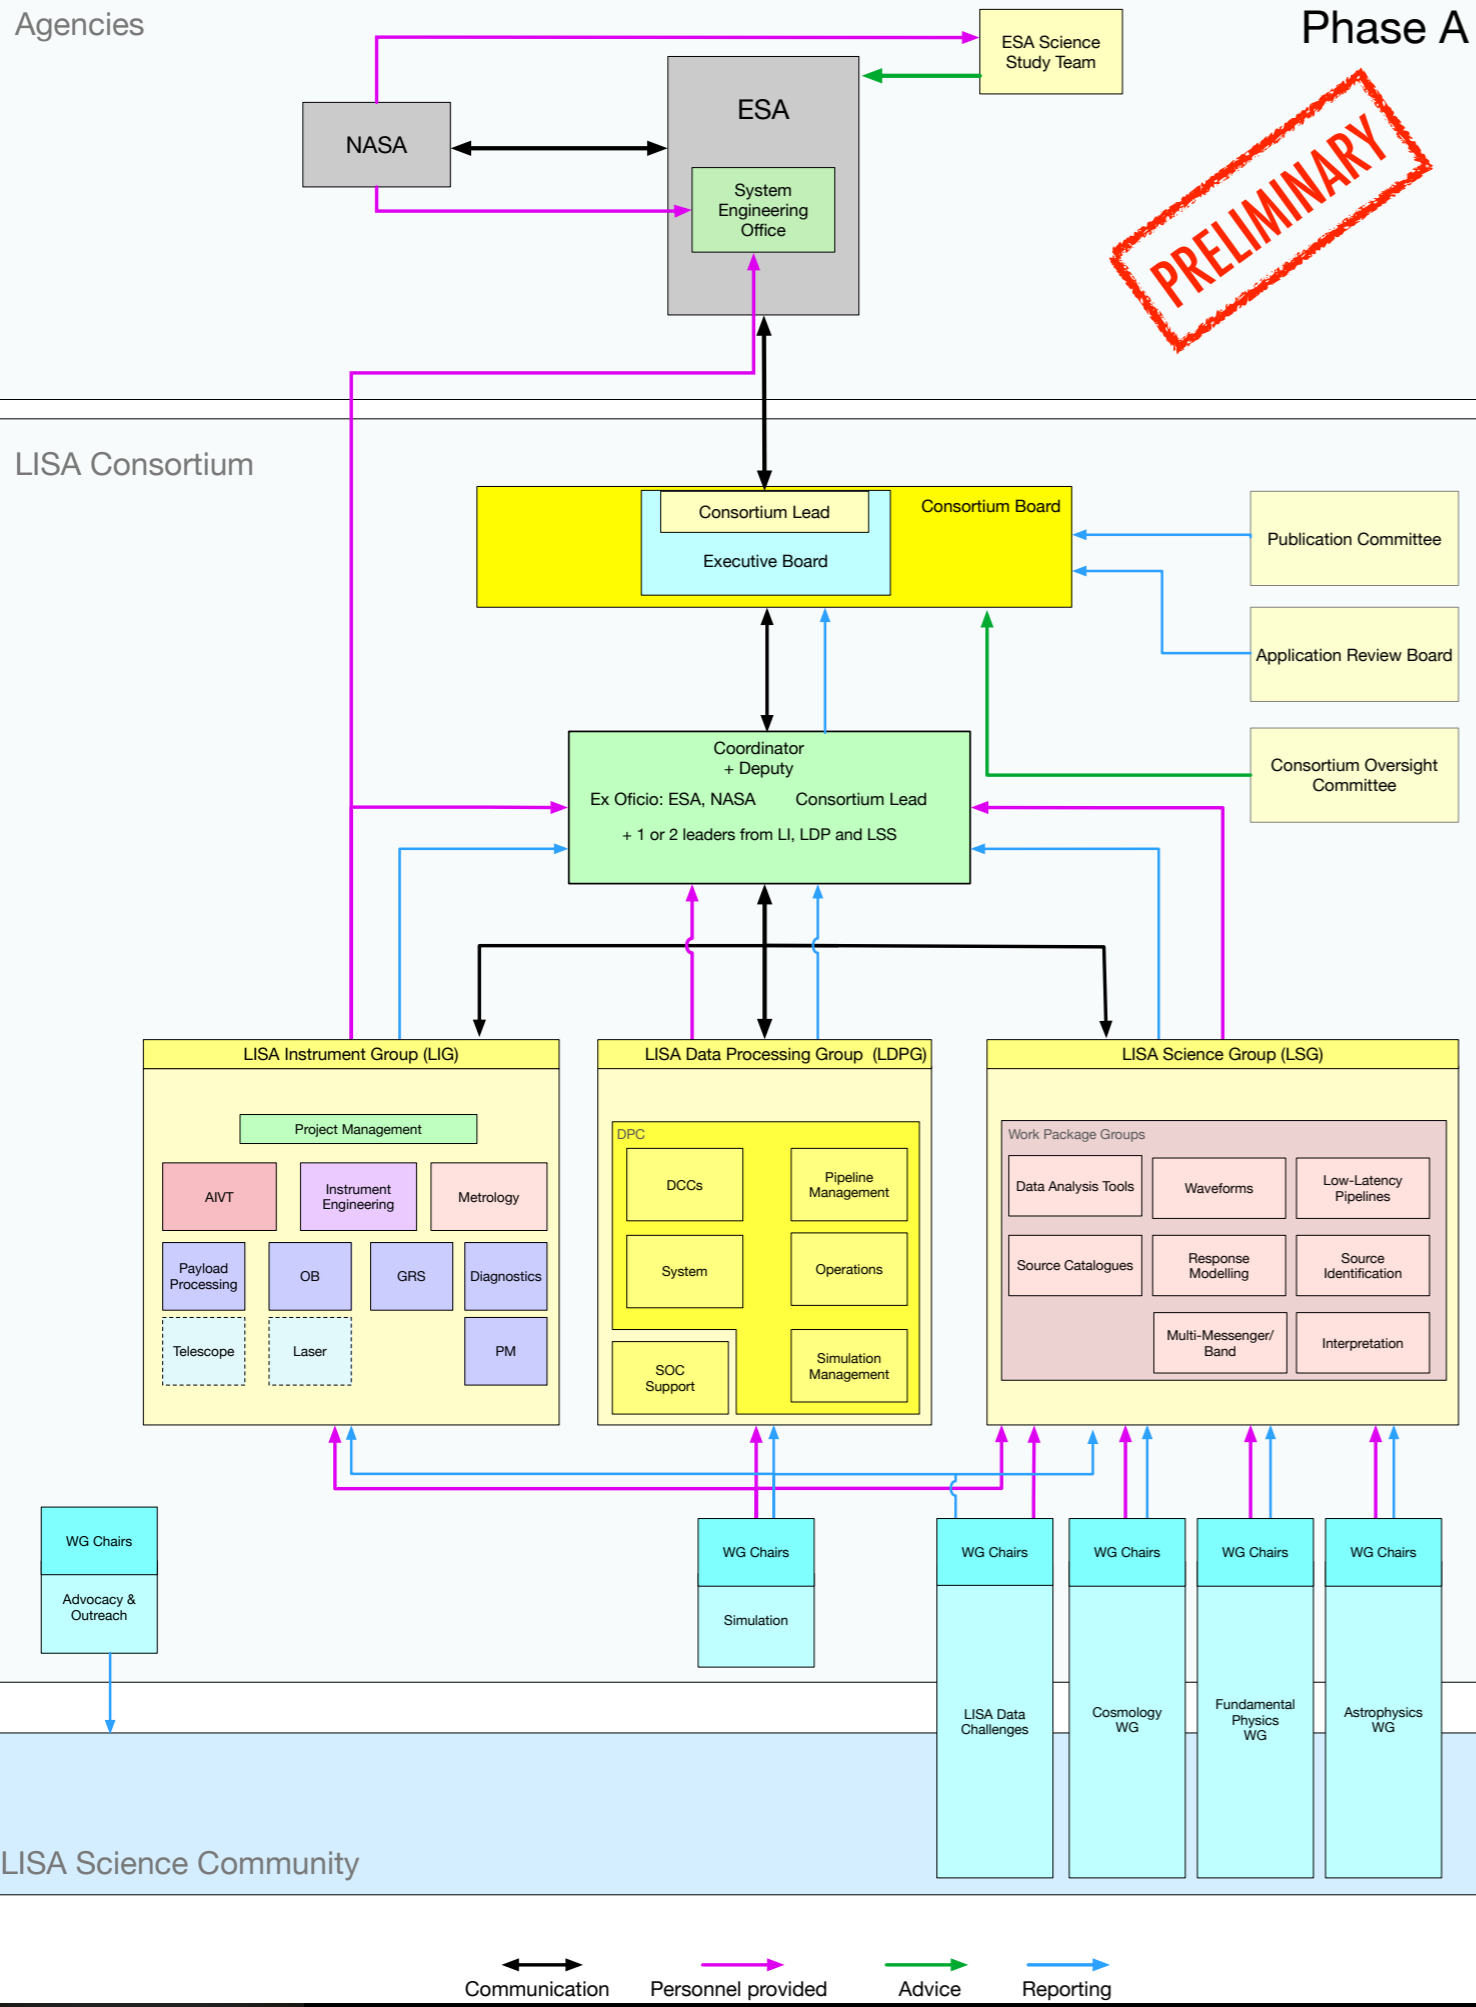 Agencies
Phase A
ESA Science
Study Team
ESA
NASA
System
Engineering
Office
PRELIMINARY
LISA Consortium
Consortium Lead
Consortium Board
Executive Board
Publication Committee
Application Review Board
Consortium Oversight
Committee
Coordinator
+ Deputy
Ex Oficio: ESA, NASA
Consortium Lead
+ 1 or 2 leaders from LI, LDP and LSS
LISA Instrument Group (LIG)
Project Management
AIVT
Instrument
Engineering
Metrology
Payload
Processing
OB
GRS
Diagnostics
Telescope
Laser
PM
LISA Data Processing Group (LDPG)
DPC
DCCs
Pipeline
Management
System
Operations
SOC
Support
Simulation
Management
LISA Science Group (LSG)
Work Package Groups
Data Analysis Tools
Waveforms
Low-Latency
Pipelines
Source Catalogues
Response
Modelling
Source
Identification
Multi-Messenger/
Band
Interpretation
WG Chairs
Advocacy &
Outreach
WG Chairs
Simulation
WG Chairs
LISA Data
Challenges
WG Chairs
Cosmology
WG
WG Chairs
Fundamental
Physics
WG
WG Chairs
Astrophysics
WG
LISA Science Community
Communication
Personnel provided
Advice
Reporting